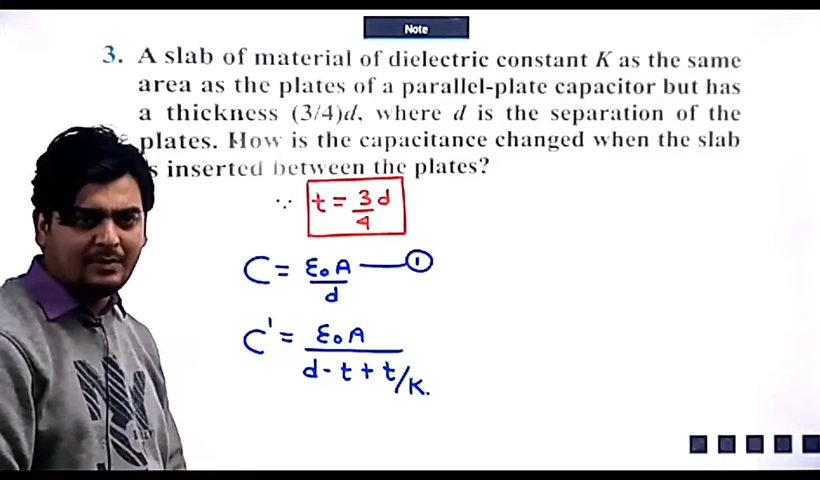 Note
3. A slab of material of dielectric constant K as the same
area as the plates of a parallel-plate capacitor but has
a thickness (3/4)d, where d is the separation of the
plates. How is the capacitance changed when the slab
s inserted between the plates?
∵ t = 3/4 d
C = ε₀A/d — ①
C' = ε₀A/(d - t + t/K.)